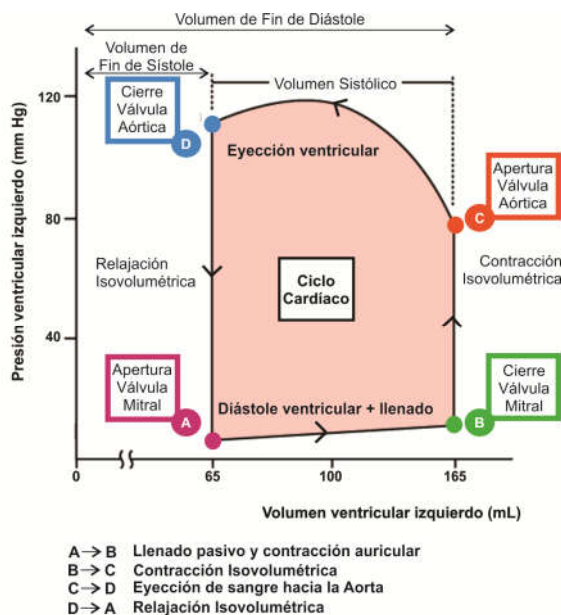 Volumen de Fin de Diástole
Volumen de
Fin de Sístole
Volumen Sistólico
Cierre
Válvula
Aórtica
D
Eyección ventricular
Apertura
Válvula
Aórtica
C
Relajación
Isovolumétrica
Ciclo
Cardíaco
Contracción
Isovolumétrica
Apertura
Válvula
Mitral
A
Diástole ventricular + llenado
Cierre
Válvula
Mitral
B
Presión ventricular izquierdo (mm Hg)
120
80
40
0
65
100
165
Volumen ventricular izquierdo (mL)
A→ B Llenado pasivo y contracción auricular
B→ C Contracción Isovolumétrica
C→ D Eyección de sangre hacia la Aorta
D→ A Relajación Isovolumétrica